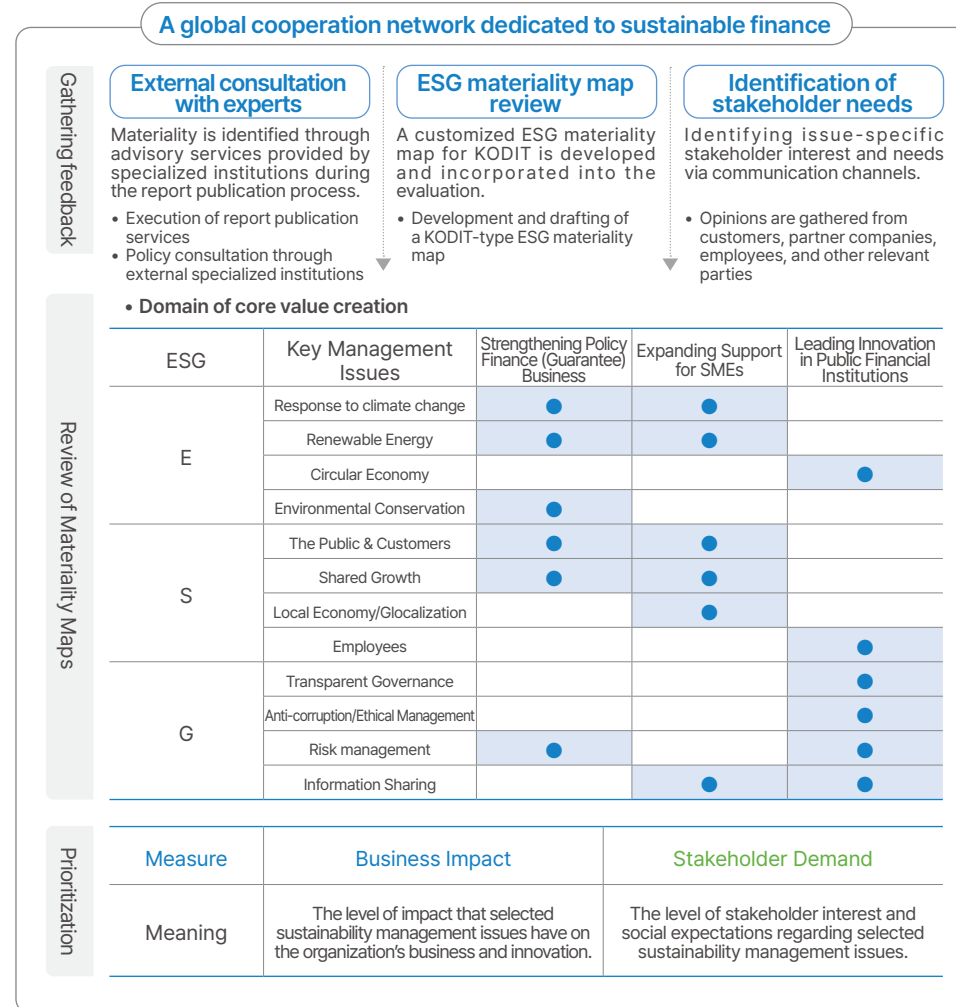 A global cooperation network dedicated to sustainable finance
Gathering feedback
External consultation
with experts
Materiality is identified through
advisory services provided by
specialized institutions during
the report publication process.
• Execution of report publication
services
• Policy consultation through
external specialized institutions
ESG materiality map
review
A customized ESG materiality
map for KODIT is developed
and incorporated into the
evaluation.
• Development and drafting of
a KODIT-type ESG materiality
map
Identification of
stakeholder needs
Identifying issue-specific
stakeholder interest and needs
via communication channels.
• Opinions are gathered from
customers, partner companies,
employees, and other relevant
parties
Review of Materiality Maps
• Domain of core value creation
ESG
Key Management
Issues
Strengthening Policy
Finance (Guarantee)
Business
Expanding Support
for SMEs
Leading Innovation
in Public Financial
Institutions
E
Response to climate change
Renewable Energy
Circular Economy
Environmental Conservation
S
The Public & Customers
Shared Growth
Local Economy/Glocalization
Employees
G
Transparent Governance
Anti-corruption/Ethical Management
Risk management
Information Sharing
Prioritization
Measure
Business Impact
Stakeholder Demand
Meaning
The level of impact that selected
sustainability management issues have on
the organization's business and innovation.
The level of stakeholder interest and
social expectations regarding selected
sustainability management issues.